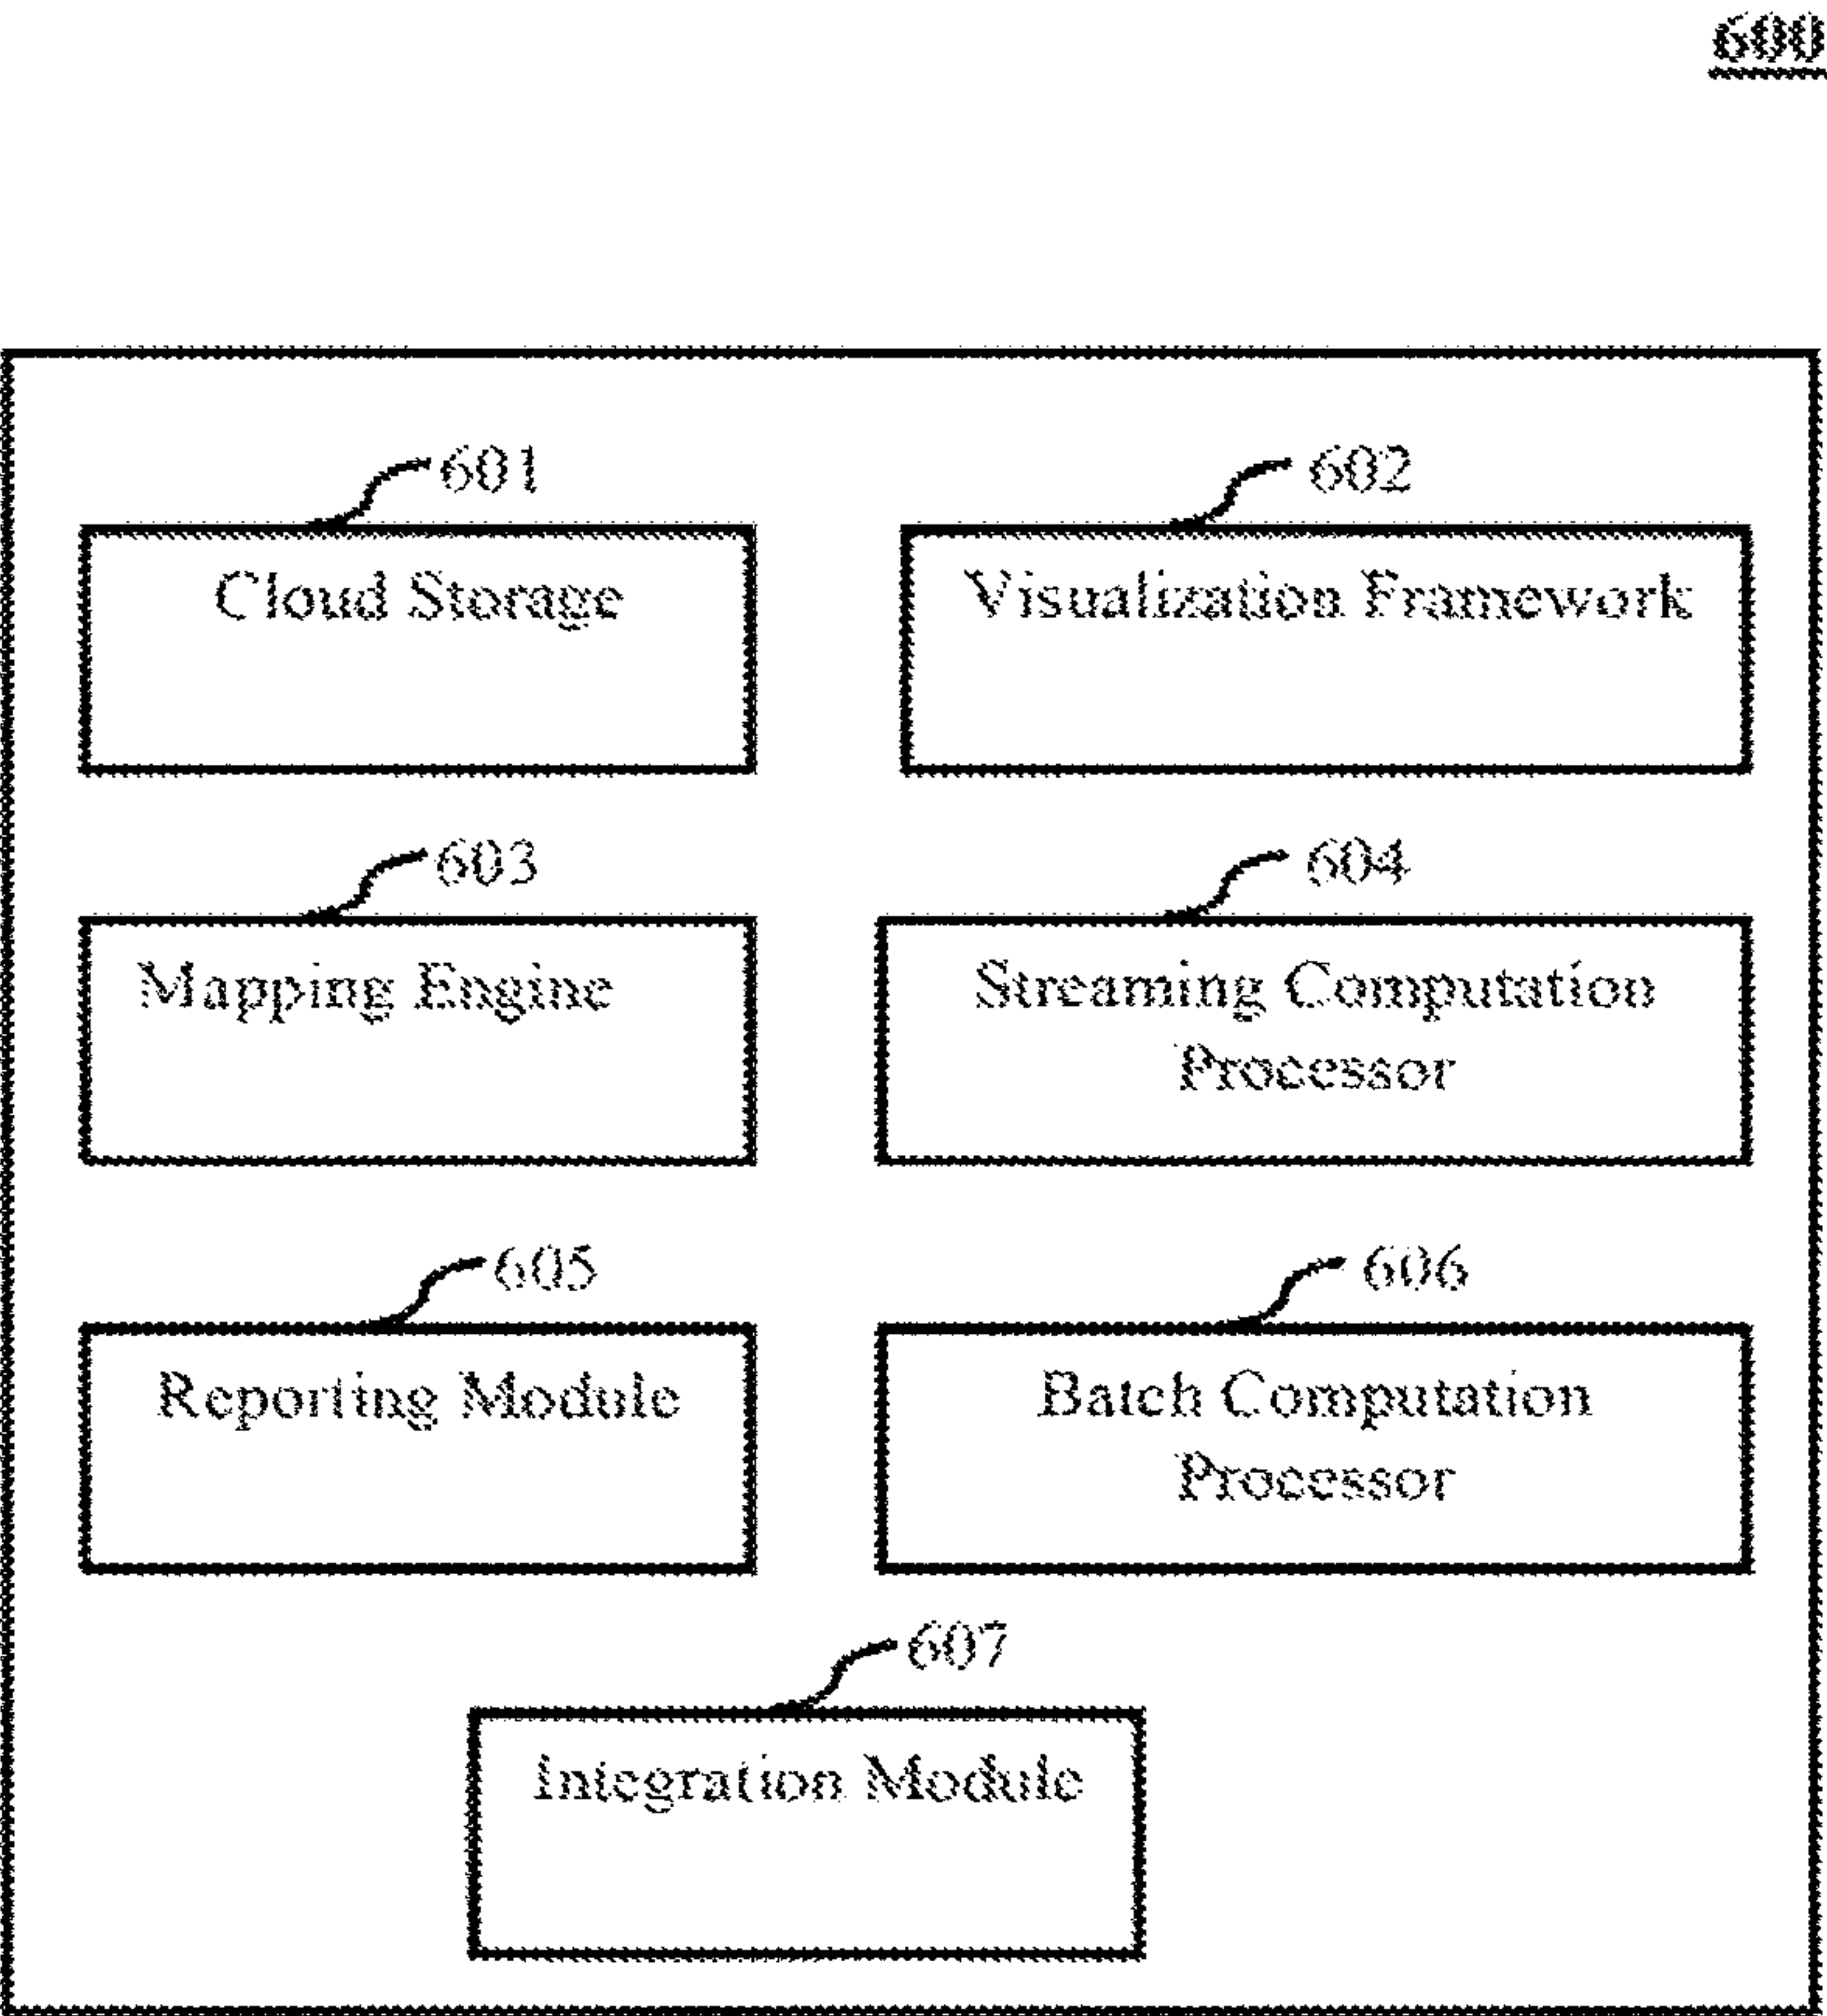 600
601
602
Cloud Storage
Visualization Framework
603
604
Mapping Engine
Streaming Computation
Processor
605
606
Reporting Module
Batch Computation
Processor
607
Integration Module